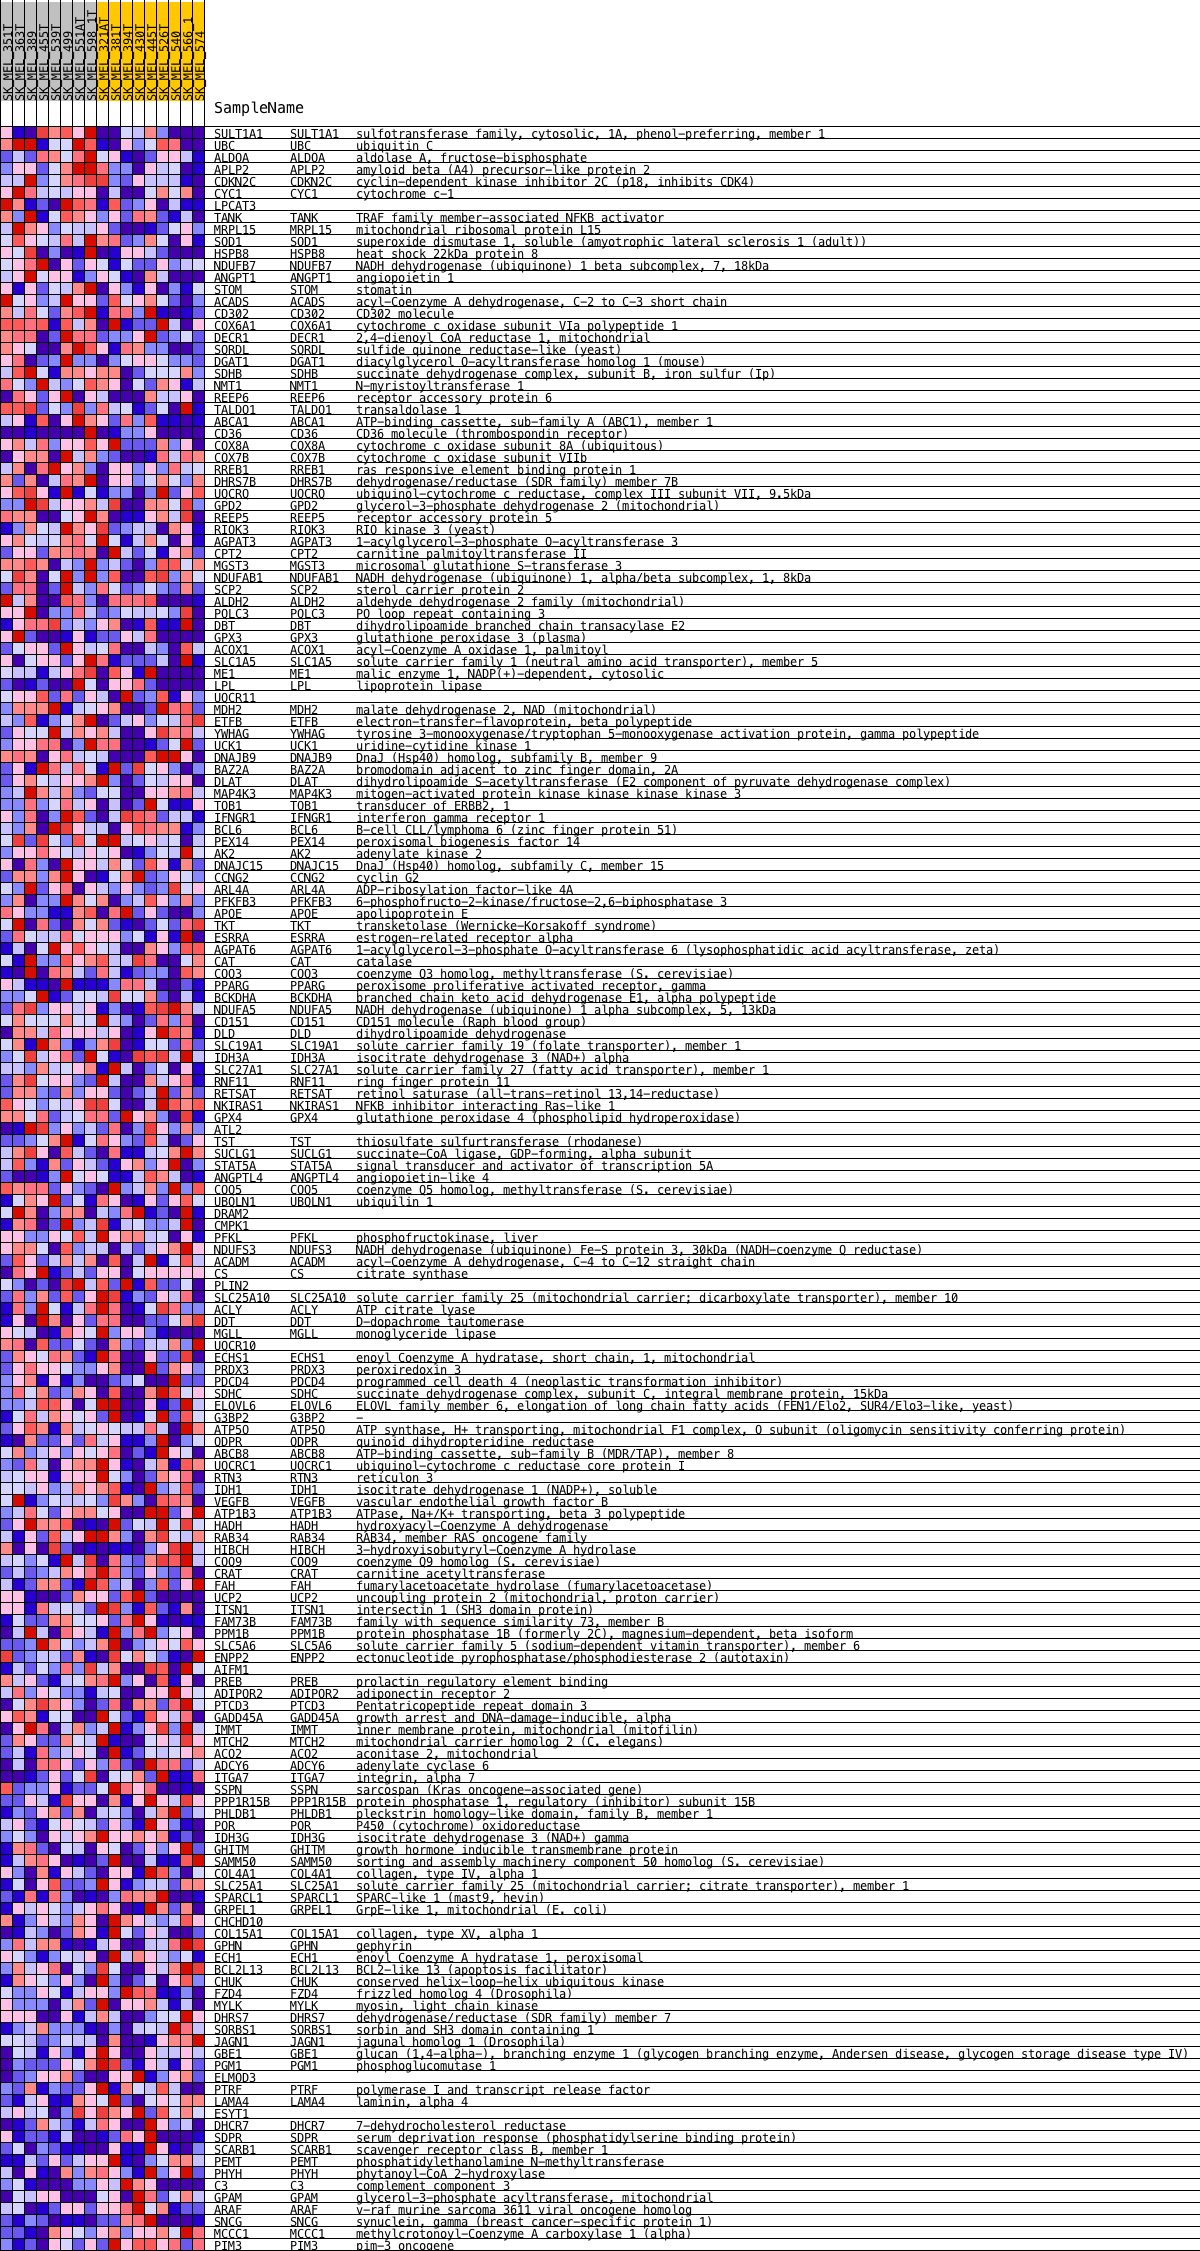 SK_MEL_351T
SK_MEL_363T
SK_MEL_389
SK_MEL_455T
SK_MEL_539T
SK_MEL_499
SK_MEL_551AT
SK_MEL_598_1T
SK_MEL_321AT
SK_MEL_381T
SK_MEL_394T
SK_MEL_430T
SK_MEL_445T
SK_MEL_526T
SK_MEL_540
SK_MEL_566_1
SK_MEL_574
SampleName
SULT1A1 SULT1A1 sulfotransferase family, cytosolic, 1A, phenol-preferring, member 1
UBC UBC ubiquitin C
ALDOA ALDOA aldolase A, fructose-bisphosphate
APLP2 APLP2 amyloid beta (A4) precursor-like protein 2
CDKN2C CDKN2C cyclin-dependent kinase inhibitor 2C (p18, inhibits CDK4)
CYC1 CYC1 cytochrome c-1
LPCAT3
TANK TANK TRAF family member-associated NFKB activator
MRPL15 MRPL15 mitochondrial ribosomal protein L15
SOD1 SOD1 superoxide dismutase 1, soluble (amyotrophic lateral sclerosis 1 (adult))
HSPB8 HSPB8 heat shock 22kDa protein 8
NDUFB7 NDUFB7 NADH dehydrogenase (ubiquinone) 1 beta subcomplex, 7, 18kDa
ANGPT1 ANGPT1 angiopoietin 1
STOM STOM stomatin
ACADS ACADS acyl-Coenzyme A dehydrogenase, C-2 to C-3 short chain
CD302 CD302 CD302 molecule
COX6A1 COX6A1 cytochrome c oxidase subunit VIa polypeptide 1
DECR1 DECR1 2,4-dienoyl CoA reductase 1, mitochondrial
SQRDL SQRDL sulfide quinone reductase-like (yeast)
DGAT1 DGAT1 diacylglycerol O-acyltransferase homolog 1 (mouse)
SDHB SDHB succinate dehydrogenase complex, subunit B, iron sulfur (Ip)
NMT1 NMT1 N-myristoyltransferase 1
REEP6 REEP6 receptor accessory protein 6
TALDO1 TALDO1 transaldolase 1
ABCA1 ABCA1 ATP-binding cassette, sub-family A (ABC1), member 1
CD36 CD36 CD36 molecule (thrombospondin receptor)
COX8A COX8A cytochrome c oxidase subunit 8A (ubiquitous)
COX7B COX7B cytochrome c oxidase subunit VIIb
RREB1 RREB1 ras responsive element binding protein 1
DHRS7B DHRS7B dehydrogenase/reductase (SDR family) member 7B
UQCRQ UQCRQ ubiquinol-cytochrome c reductase, complex III subunit VII, 9.5kDa
GPD2 GPD2 glycerol-3-phosphate dehydrogenase 2 (mitochondrial)
REEP5 REEP5 receptor accessory protein 5
RIOK3 RIOK3 RIO kinase 3 (yeast)
AGPAT3 AGPAT3 1-acylglycerol-3-phosphate O-acyltransferase 3
CPT2 CPT2 carnitine palmitoyltransferase II
MGST3 MGST3 microsomal glutathione S-transferase 3
NDUFAB1 NDUFAB1 NADH dehydrogenase (ubiquinone) 1, alpha/beta subcomplex, 1, 8kDa
SCP2 SCP2 sterol carrier protein 2
ALDH2 ALDH2 aldehyde dehydrogenase 2 family (mitochondrial)
PQLC3 PQLC3 PQ loop repeat containing 3
DBT DBT dihydrolipoamide branched chain transacylase E2
GPX3 GPX3 glutathione peroxidase 3 (plasma)
ACOX1 ACOX1 acyl-Coenzyme A oxidase 1, palmitoyl
SLC1A5 SLC1A5 solute carrier family 1 (neutral amino acid transporter), member 5
ME1 ME1 malic enzyme 1, NADP(+)-dependent, cytosolic
LPL LPL lipoprotein lipase
UQCR11
MDH2 MDH2 malate dehydrogenase 2, NAD (mitochondrial)
ETFB ETFB electron-transfer-flavoprotein, beta polypeptide
YWHAG YWHAG tyrosine 3-monooxygenase/tryptophan 5-monooxygenase activation protein, gamma polypeptide
UCK1 UCK1 uridine-cytidine kinase 1
DNAJB9 DNAJB9 DnaJ (Hsp40) homolog, subfamily B, member 9
BAZ2A BAZ2A bromodomain adjacent to zinc finger domain, 2A
DLAT DLAT dihydrolipoamide S-acetyltransferase (E2 component of pyruvate dehydrogenase complex)
MAP4K3 MAP4K3 mitogen-activated protein kinase kinase kinase kinase 3
TOB1 TOB1 transducer of ERBB2, 1
IFNGR1 IFNGR1 interferon gamma receptor 1
BCL6 BCL6 B-cell CLL/lymphoma 6 (zinc finger protein 51)
PEX14 PEX14 peroxisomal biogenesis factor 14
AK2 AK2 adenylate kinase 2
DNAJC15 DNAJC15 DnaJ (Hsp40) homolog, subfamily C, member 15
CCNG2 CCNG2 cyclin G2
ARL4A ARL4A ADP-ribosylation factor-like 4A
PFKFB3 PFKFB3 6-phosphofructo-2-kinase/fructose-2,6-biphosphatase 3
APOE APOE apolipoprotein E
TKT TKT transketolase (Wernicke-Korsakoff syndrome)
ESRRA ESRRA estrogen-related receptor alpha
AGPAT6 AGPAT6 1-acylglycerol-3-phosphate O-acyltransferase 6 (lysophosphatidic acid acyltransferase, zeta)
CAT CAT catalase
COQ3 COQ3 coenzyme Q3 homolog, methyltransferase (S. cerevisiae)
PPARG PPARG peroxisome proliferative activated receptor, gamma
BCKDHA BCKDHA branched chain keto acid dehydrogenase E1, alpha polypeptide
NDUFA5 NDUFA5 NADH dehydrogenase (ubiquinone) 1 alpha subcomplex, 5, 13kDa
CD151 CD151 CD151 molecule (Raph blood group)
DLD DLD dihydrolipoamide dehydrogenase
SLC19A1 SLC19A1 solute carrier family 19 (folate transporter), member 1
IDH3A IDH3A isocitrate dehydrogenase 3 (NAD+) alpha
SLC27A1 SLC27A1 solute carrier family 27 (fatty acid transporter), member 1
RNF11 RNF11 ring finger protein 11
RETSAT RETSAT retinol saturase (all-trans-retinol 13,14-reductase)
NKIRAS1 NKIRAS1 NFKB inhibitor interacting Ras-like 1
GPX4 GPX4 glutathione peroxidase 4 (phospholipid hydroperoxidase)
ATL2
TST TST thiosulfate sulfurtransferase (rhodanese)
SUCLG1 SUCLG1 succinate-CoA ligase, GDP-forming, alpha subunit
STAT5A STAT5A signal transducer and activator of transcription 5A
ANGPTL4 ANGPTL4 angiopoietin-like 4
COQ5 COQ5 coenzyme Q5 homolog, methyltransferase (S. cerevisiae)
UBQLN1 UBQLN1 ubiquilin 1
DRAM2
CMPK1
PFKL PFKL phosphofructokinase, liver
NDUFS3 NDUFS3 NADH dehydrogenase (ubiquinone) Fe-S protein 3, 30kDa (NADH-coenzyme Q reductase)
ACADM ACADM acyl-Coenzyme A dehydrogenase, C-4 to C-12 straight chain
CS CS citrate synthase
PLIN2
SLC25A10 SLC25A10 solute carrier family 25 (mitochondrial carrier; dicarboxylate transporter), member 10
ACLY ACLY ATP citrate lyase
DDT DDT D-dopachrome tautomerase
MGLL MGLL monoglyceride lipase
UQCR10
ECHS1 ECHS1 enoyl Coenzyme A hydratase, short chain, 1, mitochondrial
PRDX3 PRDX3 peroxiredoxin 3
PDCD4 PDCD4 programmed cell death 4 (neoplastic transformation inhibitor)
SDHC SDHC succinate dehydrogenase complex, subunit C, integral membrane protein, 15kDa
ELOVL6 ELOVL6 ELOVL family member 6, elongation of long chain fatty acids (FEN1/Elo2, SUR4/Elo3-like, yeast)
G3BP2 G3BP2 -
ATP5O ATP5O ATP synthase, H+ transporting, mitochondrial F1 complex, O subunit (oligomycin sensitivity conferring protein)
QDPR QDPR quinoid dihydropteridine reductase
ABCB8 ABCB8 ATP-binding cassette, sub-family B (MDR/TAP), member 8
UQCRC1 UQCRC1 ubiquinol-cytochrome c reductase core protein I
RTN3 RTN3 reticulon 3
IDH1 IDH1 isocitrate dehydrogenase 1 (NADP+), soluble
VEGFB VEGFB vascular endothelial growth factor B
ATP1B3 ATP1B3 ATPase, Na+/K+ transporting, beta 3 polypeptide
HADH HADH hydroxyacyl-Coenzyme A dehydrogenase
RAB34 RAB34 RAB34, member RAS oncogene family
HIBCH HIBCH 3-hydroxyisobutyryl-Coenzyme A hydrolase
COQ9 COQ9 coenzyme Q9 homolog (S. cerevisiae)
CRAT CRAT carnitine acetyltransferase
FAH FAH fumarylacetoacetate hydrolase (fumarylacetoacetase)
UCP2 UCP2 uncoupling protein 2 (mitochondrial, proton carrier)
ITSN1 ITSN1 intersectin 1 (SH3 domain protein)
FAM73B FAM73B family with sequence similarity 73, member B
PPM1B PPM1B protein phosphatase 1B (formerly 2C), magnesium-dependent, beta isoform
SLC5A6 SLC5A6 solute carrier family 5 (sodium-dependent vitamin transporter), member 6
ENPP2 ENPP2 ectonucleotide pyrophosphatase/phosphodiesterase 2 (autotaxin)
AIFM1
PREB PREB prolactin regulatory element binding
ADIPOR2 ADIPOR2 adiponectin receptor 2
PTCD3 PTCD3 Pentatricopeptide repeat domain 3
GADD45A GADD45A growth arrest and DNA-damage-inducible, alpha
IMMT IMMT inner membrane protein, mitochondrial (mitofilin)
MTCH2 MTCH2 mitochondrial carrier homolog 2 (C. elegans)
ACO2 ACO2 aconitase 2, mitochondrial
ADCY6 ADCY6 adenylate cyclase 6
ITGA7 ITGA7 integrin, alpha 7
SSPN SSPN sarcospan (Kras oncogene-associated gene)
PPP1R15B PPP1R15B protein phosphatase 1, regulatory (inhibitor) subunit 15B
PHLDB1 PHLDB1 pleckstrin homology-like domain, family B, member 1
POR POR P450 (cytochrome) oxidoreductase
IDH3G IDH3G isocitrate dehydrogenase 3 (NAD+) gamma
GHITM GHITM growth hormone inducible transmembrane protein
SAMM50 SAMM50 sorting and assembly machinery component 50 homolog (S. cerevisiae)
COL4A1 COL4A1 collagen, type IV, alpha 1
SLC25A1 SLC25A1 solute carrier family 25 (mitochondrial carrier; citrate transporter), member 1
SPARCL1 SPARCL1 SPARC-like 1 (mast9, hevin)
GRPEL1 GRPEL1 GrpE-like 1, mitochondrial (E. coli)
CHCHD10
COL15A1 COL15A1 collagen, type XV, alpha 1
GPHN GPHN gephyrin
ECH1 ECH1 enoyl Coenzyme A hydratase 1, peroxisomal
BCL2L13 BCL2L13 BCL2-like 13 (apoptosis facilitator)
CHUK CHUK conserved helix-loop-helix ubiquitous kinase
FZD4 FZD4 frizzled homolog 4 (Drosophila)
MYLK MYLK myosin, light chain kinase
DHRS7 DHRS7 dehydrogenase/reductase (SDR family) member 7
SORBS1 SORBS1 sorbin and SH3 domain containing 1
JAGN1 JAGN1 jagunal homolog 1 (Drosophila)
GBE1 GBE1 glucan (1,4-alpha-), branching enzyme 1 (glycogen branching enzyme, Andersen disease, glycogen storage disease type IV)
PGM1 PGM1 phosphoglucomutase 1
ELMOD3
PTRF PTRF polymerase I and transcript release factor
LAMA4 LAMA4 laminin, alpha 4
ESYT1
DHCR7 DHCR7 7-dehydrocholesterol reductase
SDPR SDPR serum deprivation response (phosphatidylserine binding protein)
SCARB1 SCARB1 scavenger receptor class B, member 1
PEMT PEMT phosphatidylethanolamine N-methyltransferase
PHYH PHYH phytanoyl-CoA 2-hydroxylase
C3 C3 complement component 3
GPAM GPAM glycerol-3-phosphate acyltransferase, mitochondrial
ARAF ARAF v-raf murine sarcoma 3611 viral oncogene homolog
SNCG SNCG synuclein, gamma (breast cancer-specific protein 1)
MCCC1 MCCC1 methylcrotonoyl-Coenzyme A carboxylase 1 (alpha)
PIM3 PIM3 pim-3 oncogene